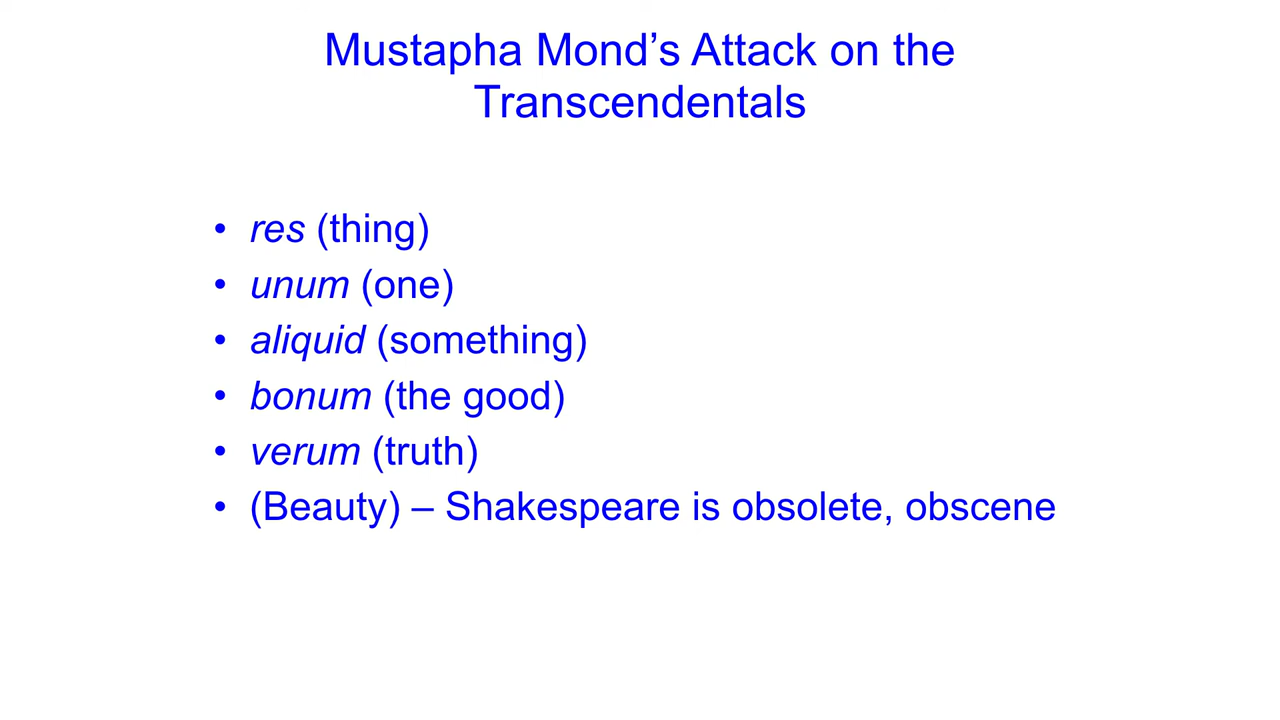 Mustapha Mond’s Attack on the
Transcendentals
• res (thing)
• unum (one)
• aliquid (something)
• bonum (the good)
• verum (truth)
• (Beauty) – Shakespeare is obsolete, obscene